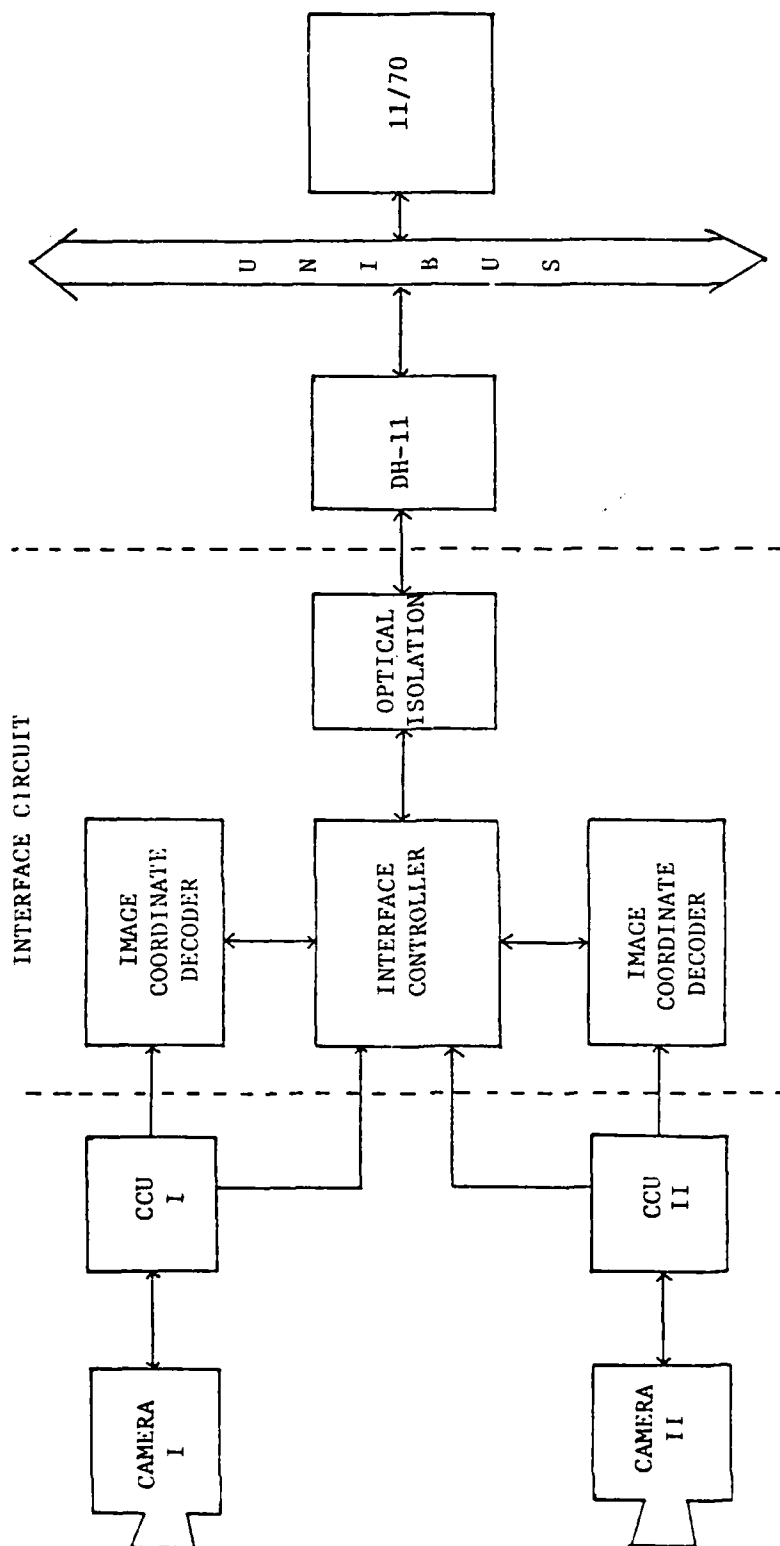 INTERFACE CIRCUIT
CAMERA
I
CCU
I
IMAGE
COORDINATE
DECODER
INTERFACE
CONTROLLER
OPTICAL
ISOLATION
DH-11
UNIBUS
11/70
CAMERA
II
CCU
II
IMAGE
COORDINATE
DECODER